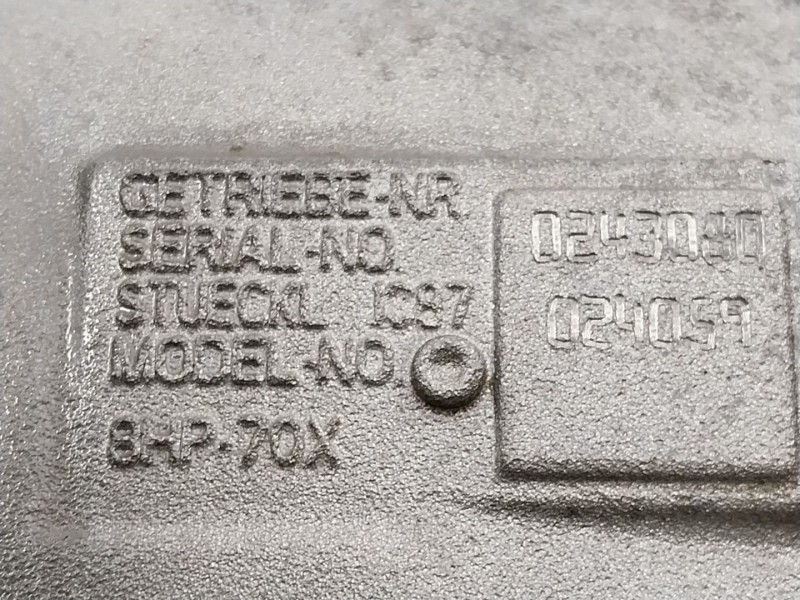 GETRIEBE-NR.
SERIAL-NO.
STUECKL 1C87
MODEL-NO.
8HP-70X
0243080
024059